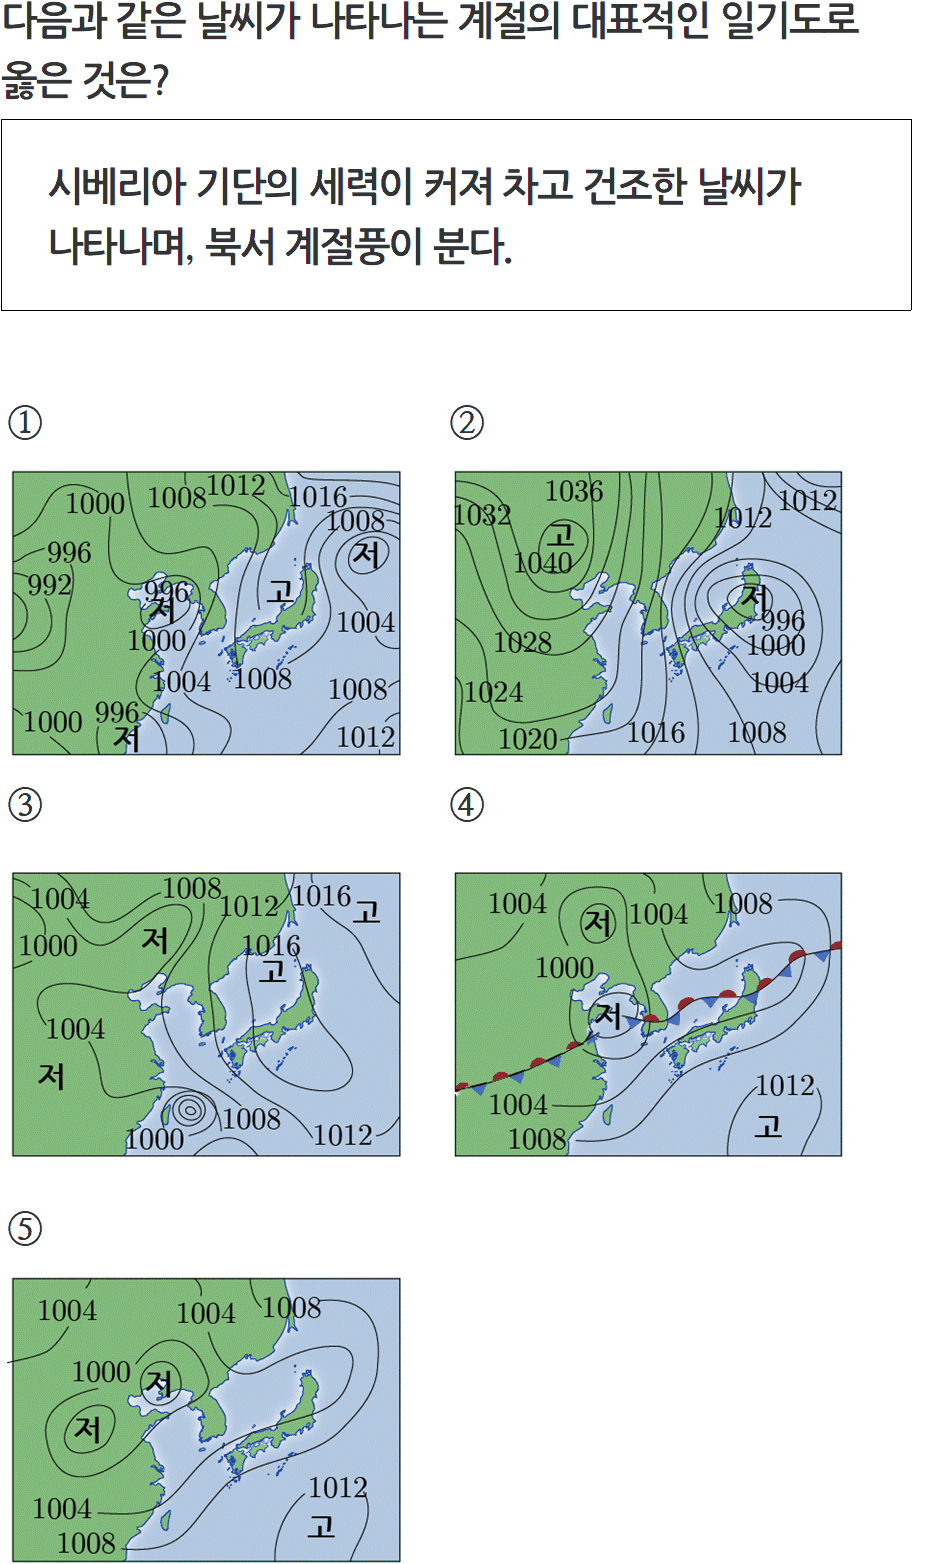 다음과 같은 날씨가 나타나는 계절의 대표적인 일기도로
옳은 것은?
시베리아 기단의 세력이 커져 차고 건조한 날씨가
나타나며, 북서 계절풍이 분다.
①
1000 1008 1012 1016
1008
996 저
992 996 고
저
1000 1004
1004 1008 1008
1000 996
저 1012
②
1036 1012
1032 1012
고
1040
저
996
1028 1000
1024 1004
1020 1016 1008
③
1004 1008 1012 1016 고
1000 저 1016
고
1004
저
1008
1000 1012
④
1004 저 1004 1008
1000
저
1004 1012
1008 고
⑤
1004 1004 1008
1000 저
저
1004 1012
1008 고